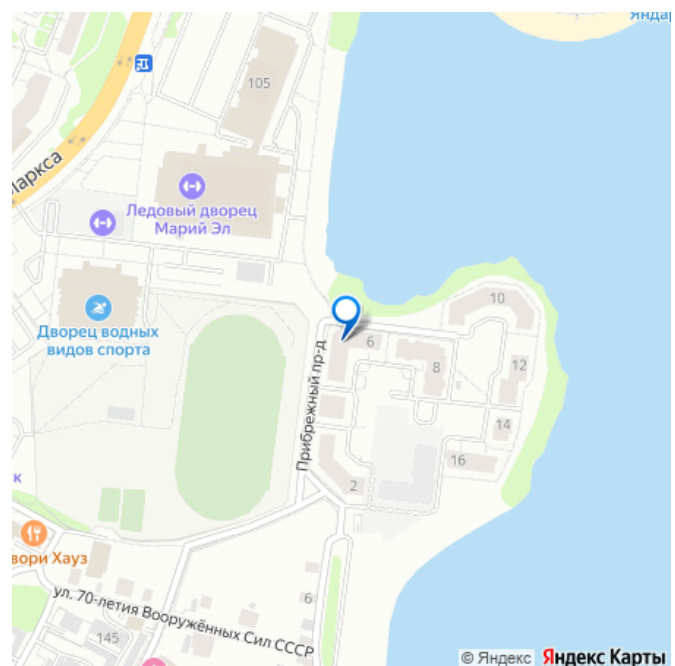 Яндар
105
Маркса
Ледовый дворец
Марий Эл
10
Дворец водных
видов спорта
6
8
12
Прибрежный пр-д
14
16
к
2
вори Хауз
6
ул. 70-летия Вооружённых Сил СССР
145
© Яндекс Яндекс Карты